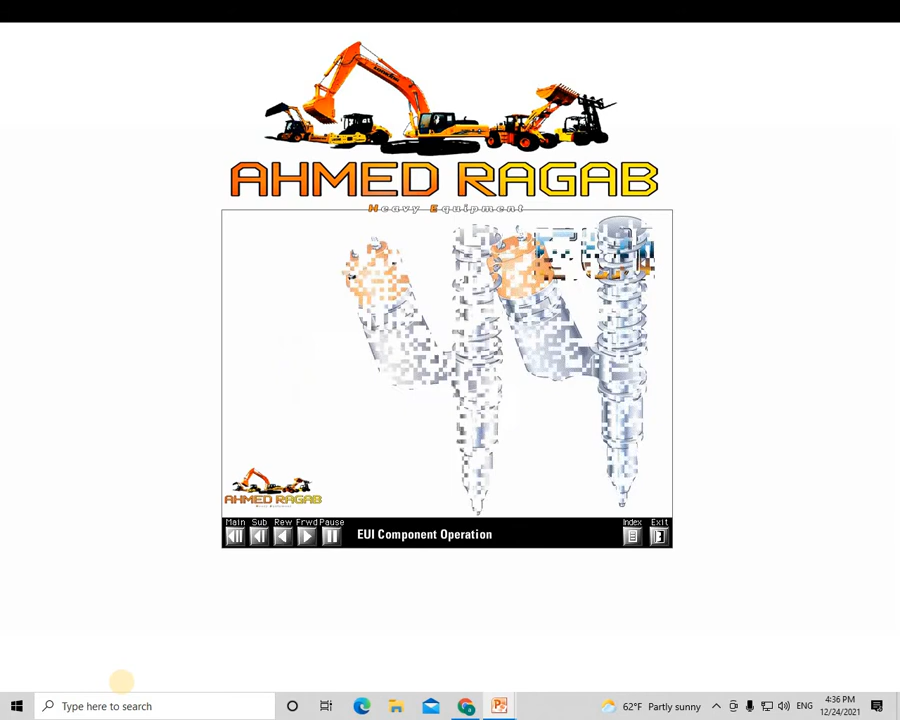 AHMED RAGAB
Heavy Equipment
AHMED RAGAB
Main Sub Rew Frwd Pause
EUI Component Operation
Index Exit
Type here to search
62°F Partly sunny
ENG
4:36 PM
12/24/2021